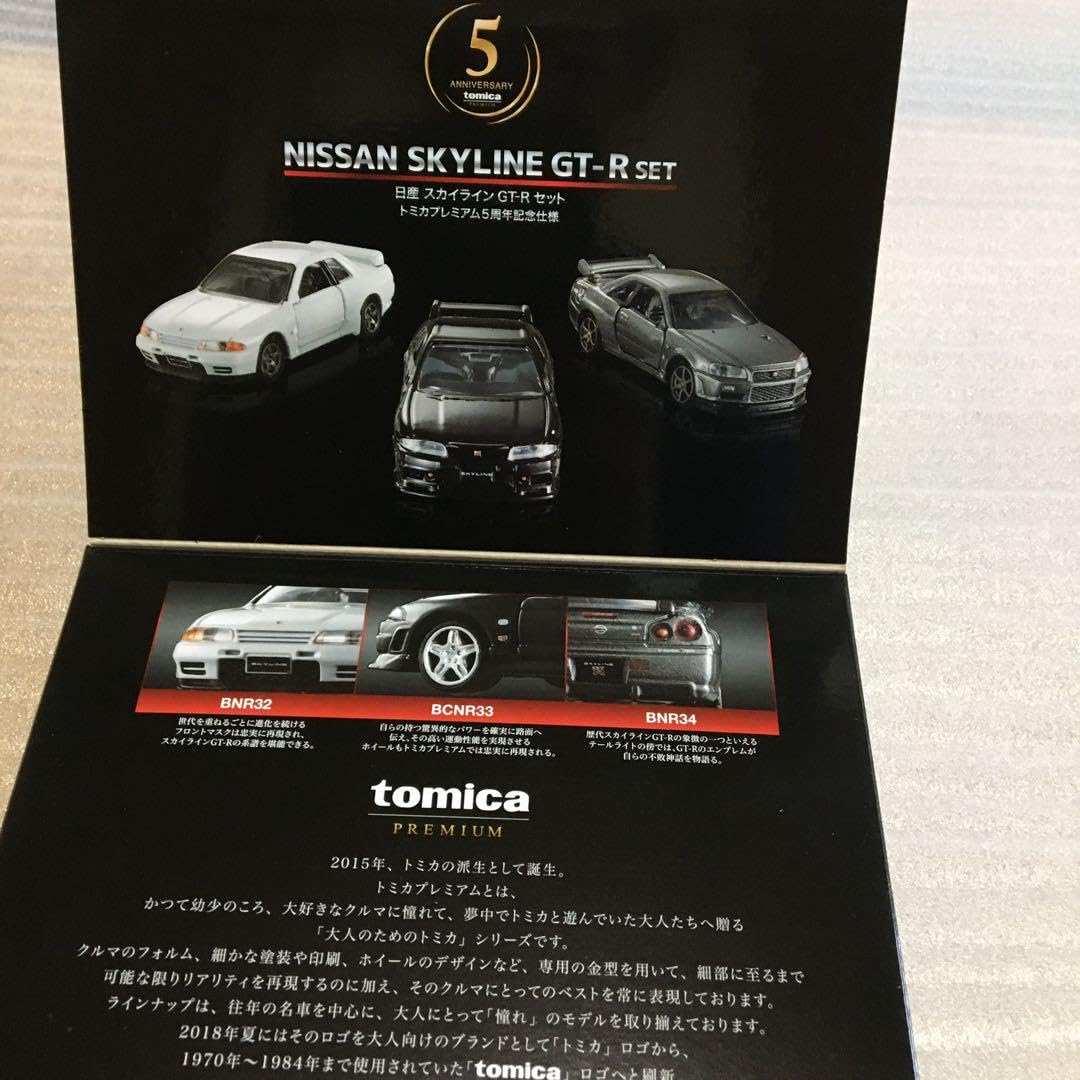 5
ANNIVERSARY
tomica
PREMIUM
NISSAN SKYLINE GT-R SET
日産 スカイライン GT-R セット
トミカプレミアム5周年記念仕様
SKYLINE
SKYLINE
SKYLINE
BNR32
世代を重ねるごとに進化を続ける
フロントマスクは忠実に再現され、
スカイラインGT-Rの系譜を堪能できる。
BCNR33
自らの持つ驚異的なパワーを確実に路面へ
伝え、その高い運動性能を実現させる
ホイールもトミカプレミアムでは忠実に再現される。
BNR34
歴代スカイラインGT-Rの象徴の一つといえる
テールライトの傍では、GT-Rのエンブレムが
自らの不敗神話を物語る。
tomica
PREMIUM
2015年、トミカの派生として誕生。
トミカプレミアムとは、
かつて幼少のころ、大好きなクルマに憧れて、夢中でトミカと遊んでいた大人たちへ贈る
「大人のためのトミカ」シリーズです。
クルマのフォルム、細かな塗装や印刷、ホイールのデザインなど、専用の金型を用いて、細部に至るまで
可能な限りリアリティを再現するのに加え、そのクルマにとってのベストを常に表現しております。
ラインナップは、往年の名車を中心に、大人にとって「憧れ」のモデルを取り揃えております。
2018年夏にはそのロゴを大人向けのブランドとして「トミカ」ロゴから、
1970年～1984年まで使用されていた「tomica」ロゴへと刷新